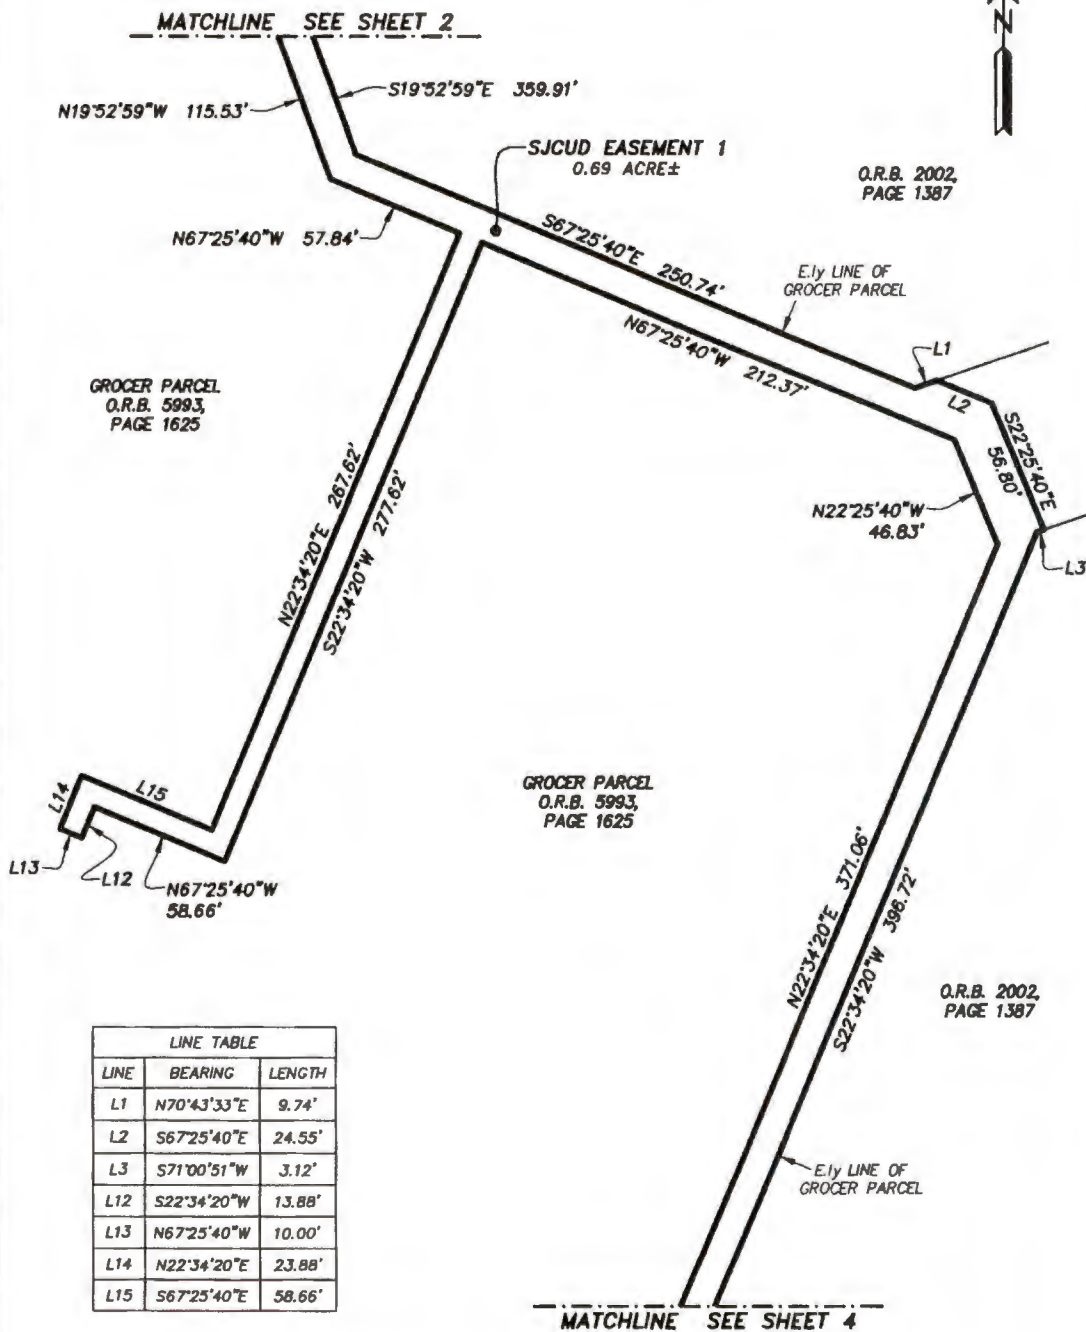 MATCHLINE SEE SHEET 2
N
N19°52'59"W 115.53'
S19°52'59"E 359.91'
SJCUD EASEMENT 1
0.69 ACRE±
O.R.B. 2002,
PAGE 1387
N67°25'40"W 57.84'
S67°25'40"E 250.74'
E.ly LINE OF
GROCER PARCEL
N67°25'40"W 212.37'
L1
L2
S22°25'40"E
56.80'
GROCER PARCEL
O.R.B. 5993,
PAGE 1625
N22°25'40"W
46.83'
L3
N22°34'20"E 267.62'
S22°34'20"W 277.62'
L14
L15
L13
L12
N67°25'40"W
58.66'
GROCER PARCEL
O.R.B. 5993,
PAGE 1625
N22°34'20"E 371.06'
S22°34'20"W 396.72'
O.R.B. 2002,
PAGE 1387
E.ly LINE OF
GROCER PARCEL
LINE TABLE
LINE BEARING LENGTH
L1 N70°43'33"E 9.74'
L2 S67°25'40"E 24.55'
L3 S71°00'51"W 3.12'
L12 S22°34'20"W 13.88'
L13 N67°25'40"W 10.00'
L14 N22°34'20"E 23.88'
L15 S67°25'40"E 58.66'
MATCHLINE SEE SHEET 4